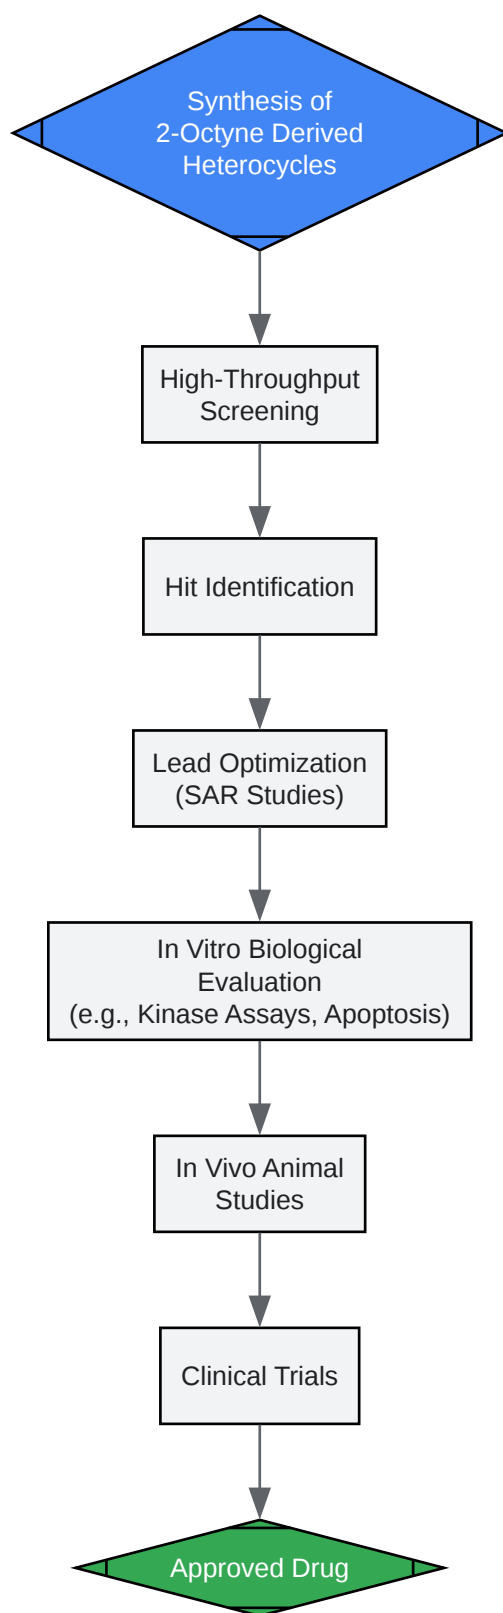 Synthesis of
2-Octyne Derived
Heterocycles
High-Throughput
Screening
Hit Identification
Lead Optimization
(SAR Studies)
In Vitro Biological
Evaluation
(e.g., Kinase Assays, Apoptosis)
In Vivo Animal
Studies
Clinical Trials
Approved Drug